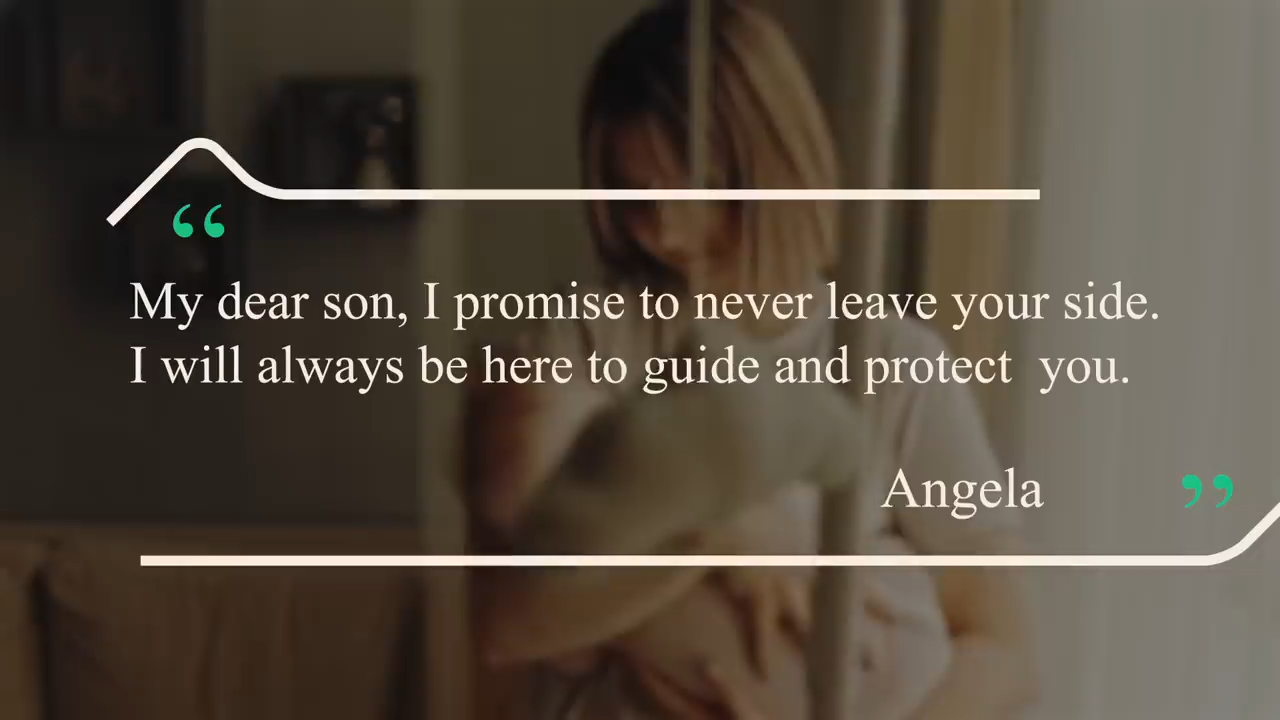 “
My dear son, I promise to never leave your side.
I will always be here to guide and protect  you.
Angela
”